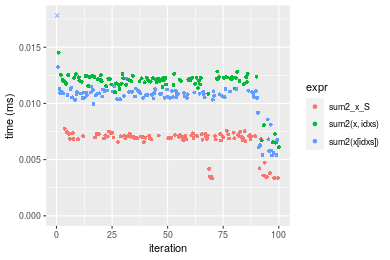 0.015
0.010
0.005
0.000
time (ms)
0
25
50
75
100
iteration
expr
sum2_x_S
sum2(x, idxs)
sum2(x[idxs])